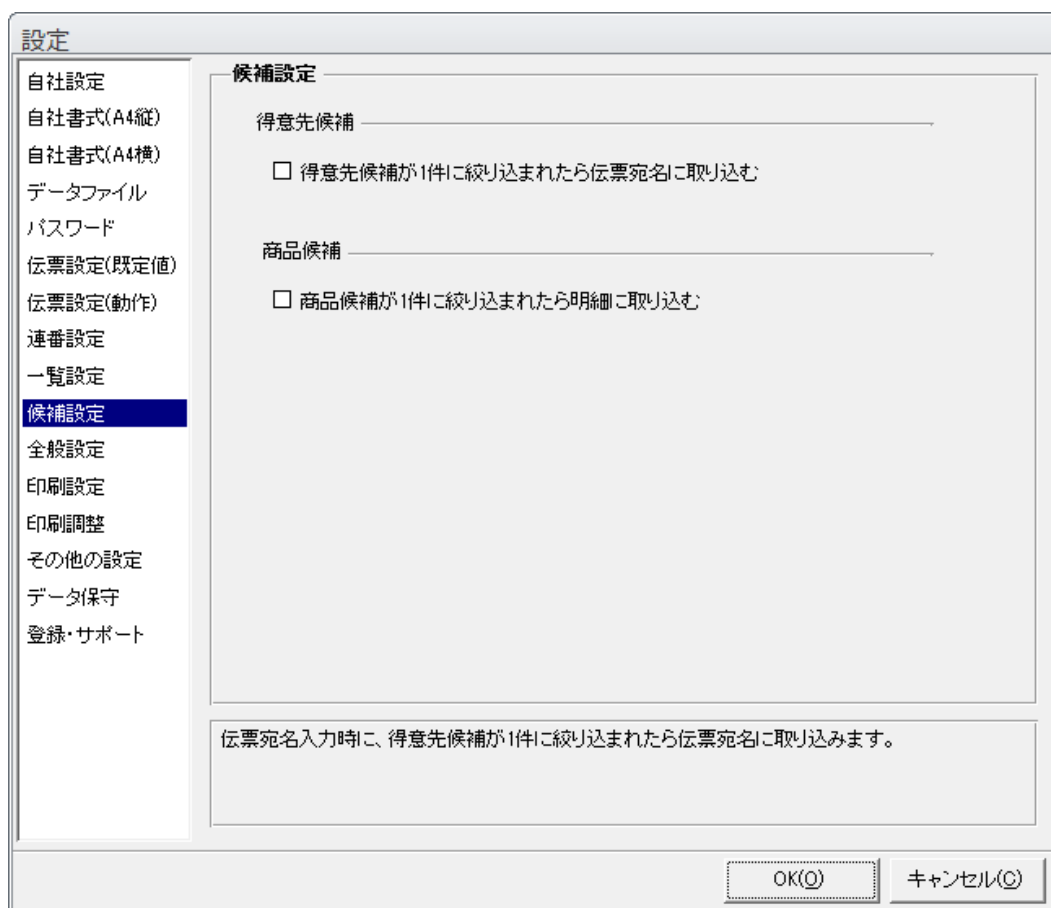 設定
自社設定
自社書式(A4縦)
自社書式(A4横)
データファイル
パスワード
伝票設定(既定値)
伝票設定(動作)
連番設定
一覧設定
候補設定
全般設定
印刷設定
印刷調整
その他の設定
データ保守
登録・サポート
候補設定
得意先候補
得意先候補が1件に絞り込まれたら伝票宛名に取り込む
商品候補
商品候補が1件に絞り込まれたら明細に取り込む
伝票宛名入力時に、得意先候補が1件に絞り込まれたら伝票宛名に取り込みます。
OK(O)
キャンセル(C)